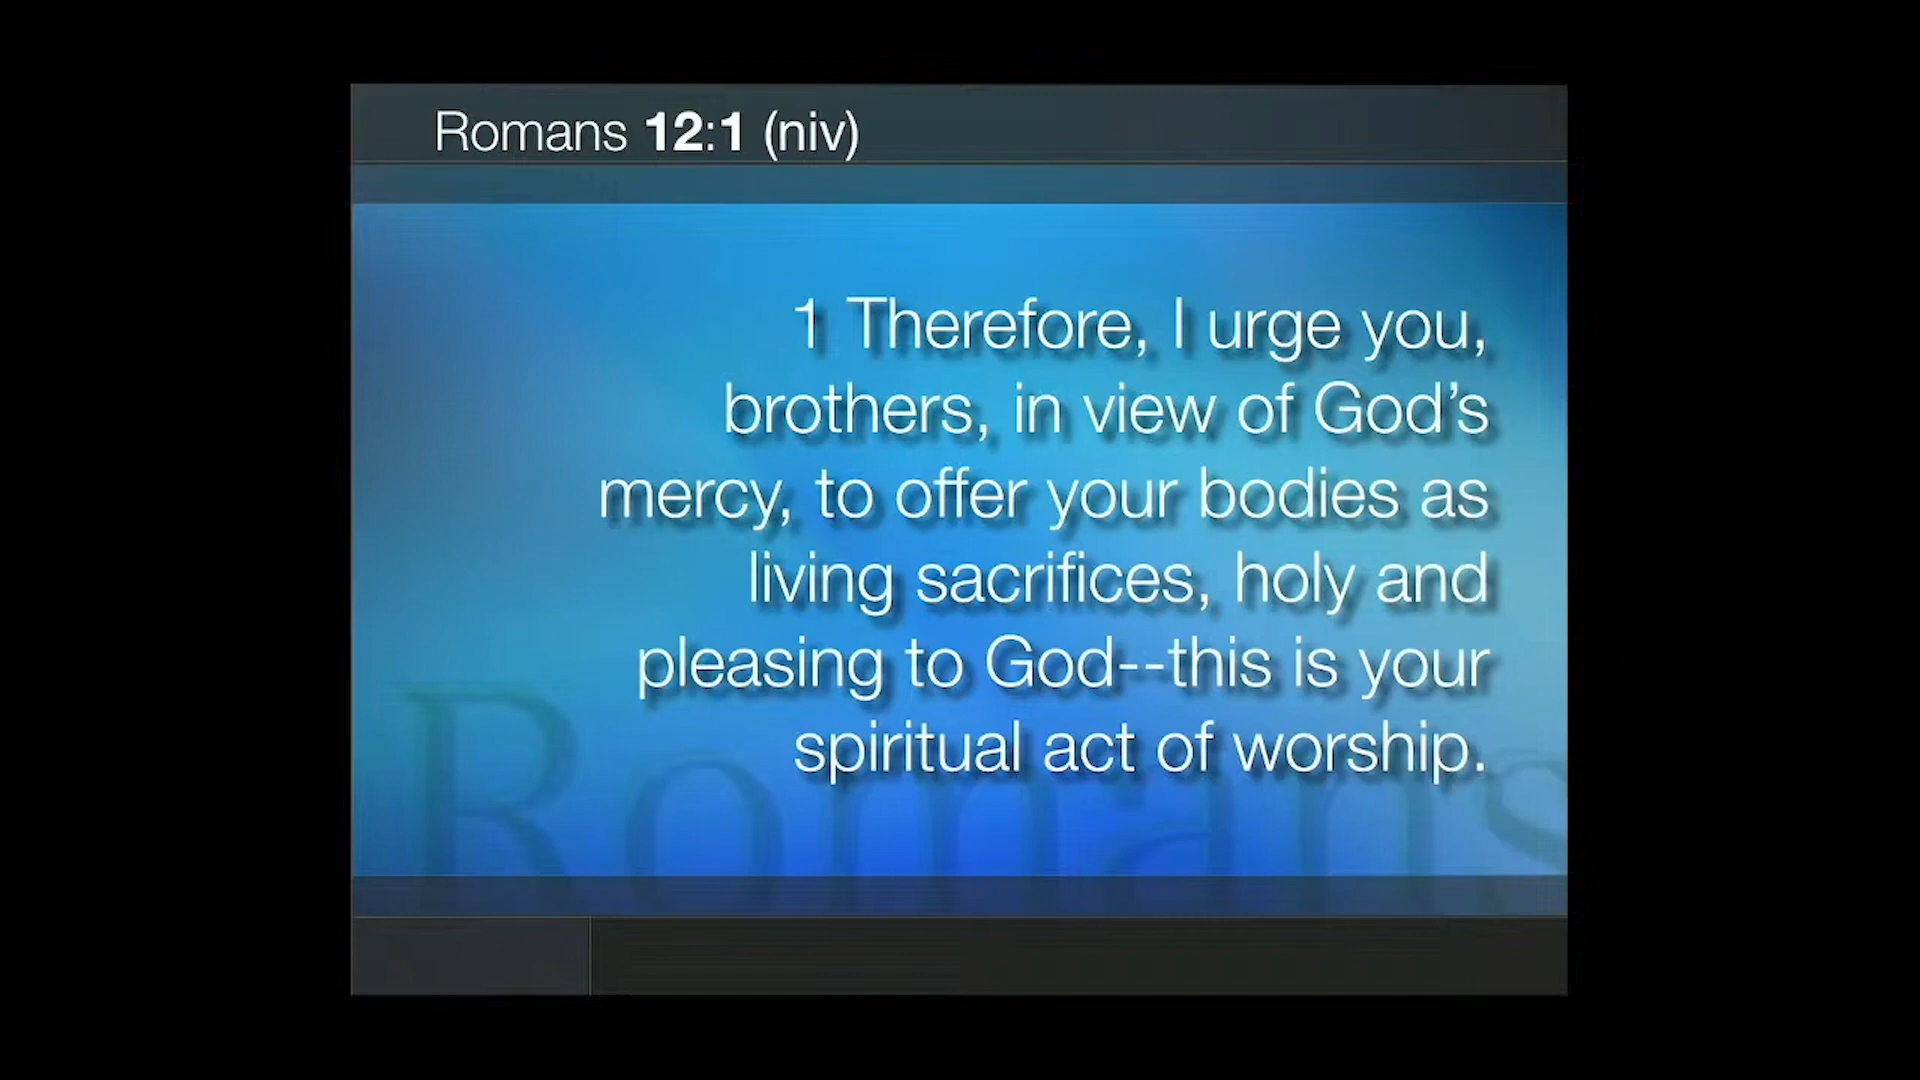 Romans 12:1 (niv)
1 Therefore, I urge you,
brothers, in view of God’s
mercy, to offer your bodies as
living sacrifices, holy and
pleasing to God--this is your
spiritual act of worship.
Romans